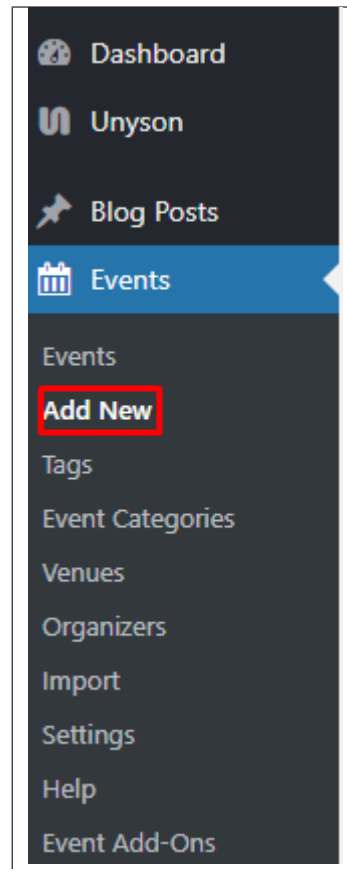 Dashboard
Unyson
Blog Posts
Events
Events
Add New
Tags
Event Categories
Venues
Organizers
Import
Settings
Help
Event Add-Ons